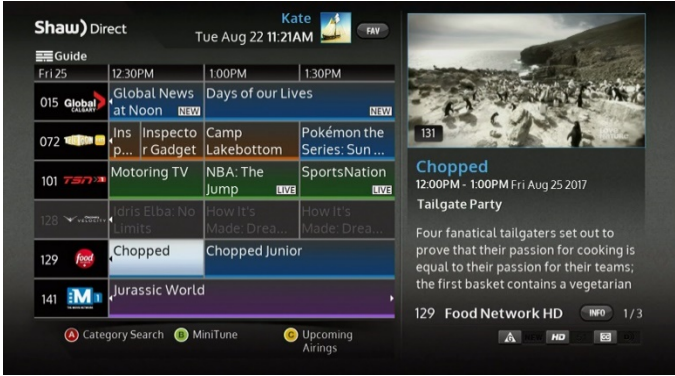 Shaw) Direct
Kate
Tue Aug 22 11:21AM
FAV
Guide
Fri 25 12:30PM 1:00PM 1:30PM
015 Global CALGARY
Global News at Noon NEW
Days of our Lives NEW
072
Ins p...
Inspecto r Gadget
Camp Lakebottom
Pokémon the Series: Sun ...
101 TSN
Motoring TV
NBA: The Jump LIVE
SportsNation LIVE
128 VELOCITY
Idris Elba: No Limits
How It's Made: Drea...
How It's Made: Drea...
129 food
Chopped
Chopped Junior
141 M1
Jurassic World
A Category Search B MiniTune C Upcoming Airings
131
Chopped
12:00PM - 1:00PM Fri Aug 25 2017
Tailgate Party
Four fanatical tailgaters set out to
prove that their passion for cooking is
equal to their passion for their teams;
the first basket contains a vegetarian
129 Food Network HD INFO 1/3
NEW HD CC